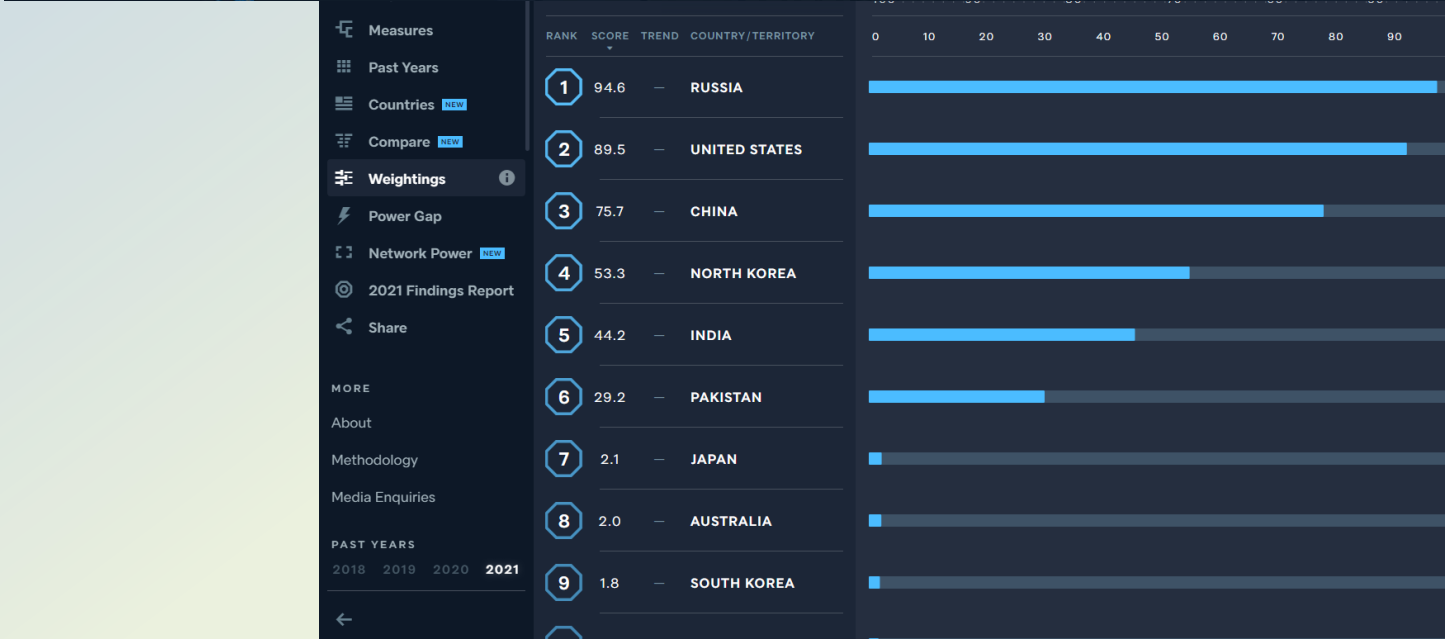 Measures
Past Years
Countries NEW
Compare NEW
Weightings
Power Gap
Network Power NEW
2021 Findings Report
Share
MORE
About
Methodology
Media Enquiries
PAST YEARS
2018 2019 2020 2021
RANK SCORE TREND COUNTRY/TERRITORY
0 10 20 30 40 50 60 70 80 90
1 94.6 — RUSSIA
2 89.5 — UNITED STATES
3 75.7 — CHINA
4 53.3 — NORTH KOREA
5 44.2 — INDIA
6 29.2 — PAKISTAN
7 2.1 — JAPAN
8 2.0 — AUSTRALIA
9 1.8 — SOUTH KOREA